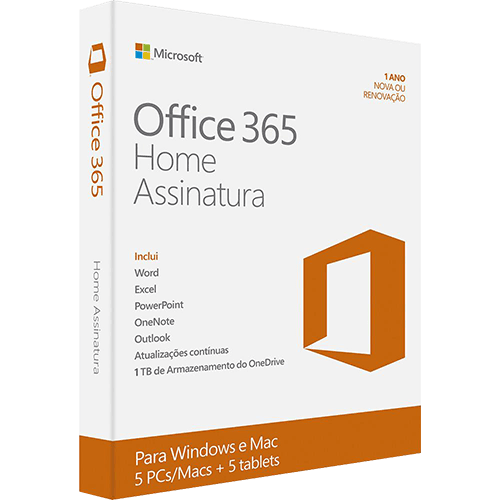 Microsoft
1 ANO
NOVA OU
RENOVAÇÃO
Office 365
Home
Assinatura
Inclui
Word
Excel
PowerPoint
OneNote
Outlook
Atualizações contínuas
1 TB de Armazenamento do OneDrive
Para Windows e Mac
5 PCs/Macs + 5 tablets
Office 365
Home Assinatura